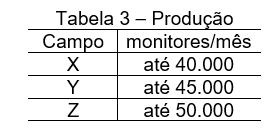 Tabela 3 – Produção
Campo monitores/mês
X até 40.000
Y até 45.000
Z até 50.000